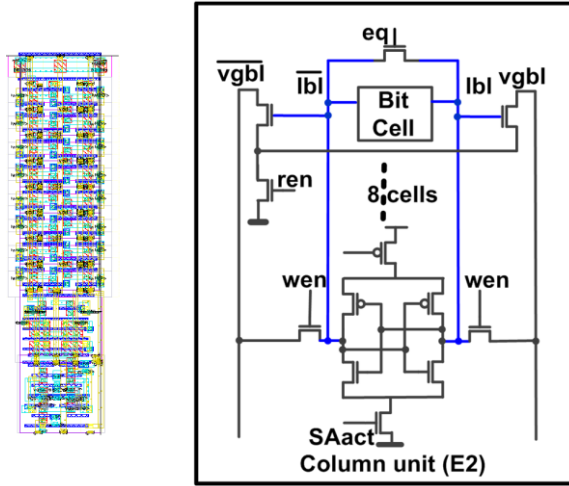 eq
vgbl
lbl
lbl
vgbl
Bit
Cell
ren
8 cells
wen
wen
SAact
Column unit (E2)